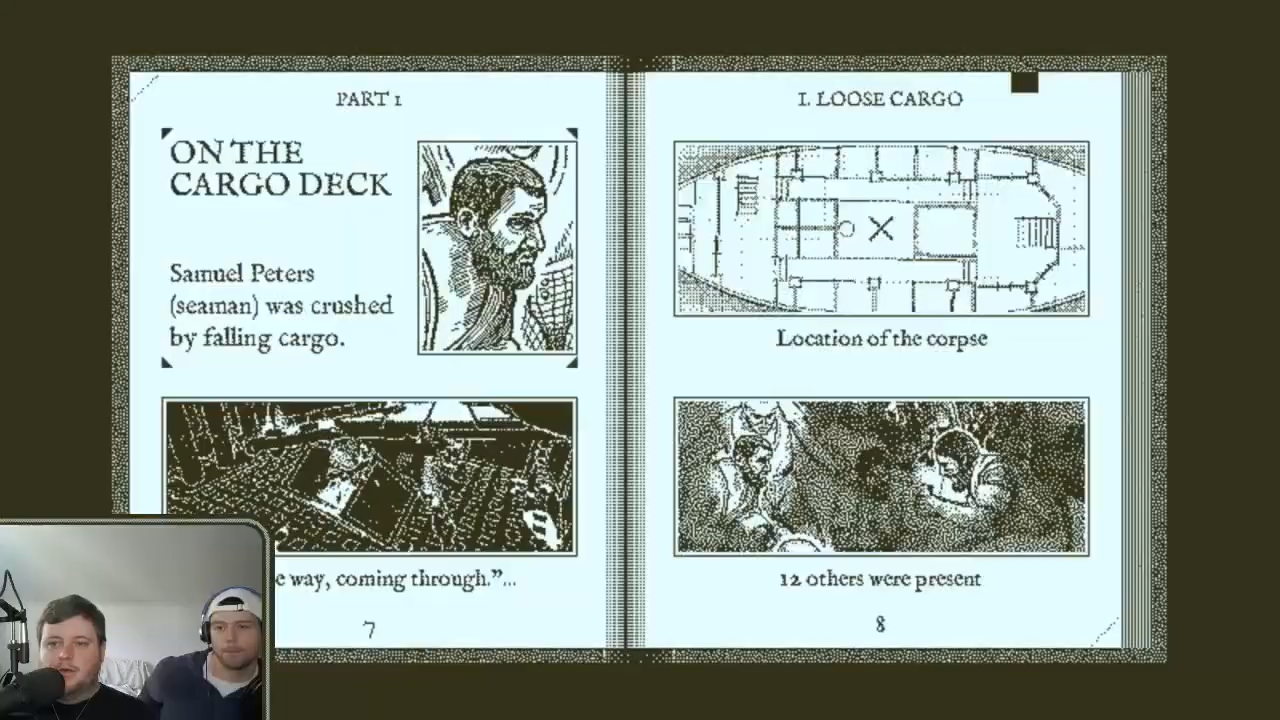 PART 1
ON THE
CARGO DECK
Samuel Peters
(seaman) was crushed
by falling cargo.
way, coming through.”...
7
I. LOOSE CARGO
Location of the corpse
12 others were present
8